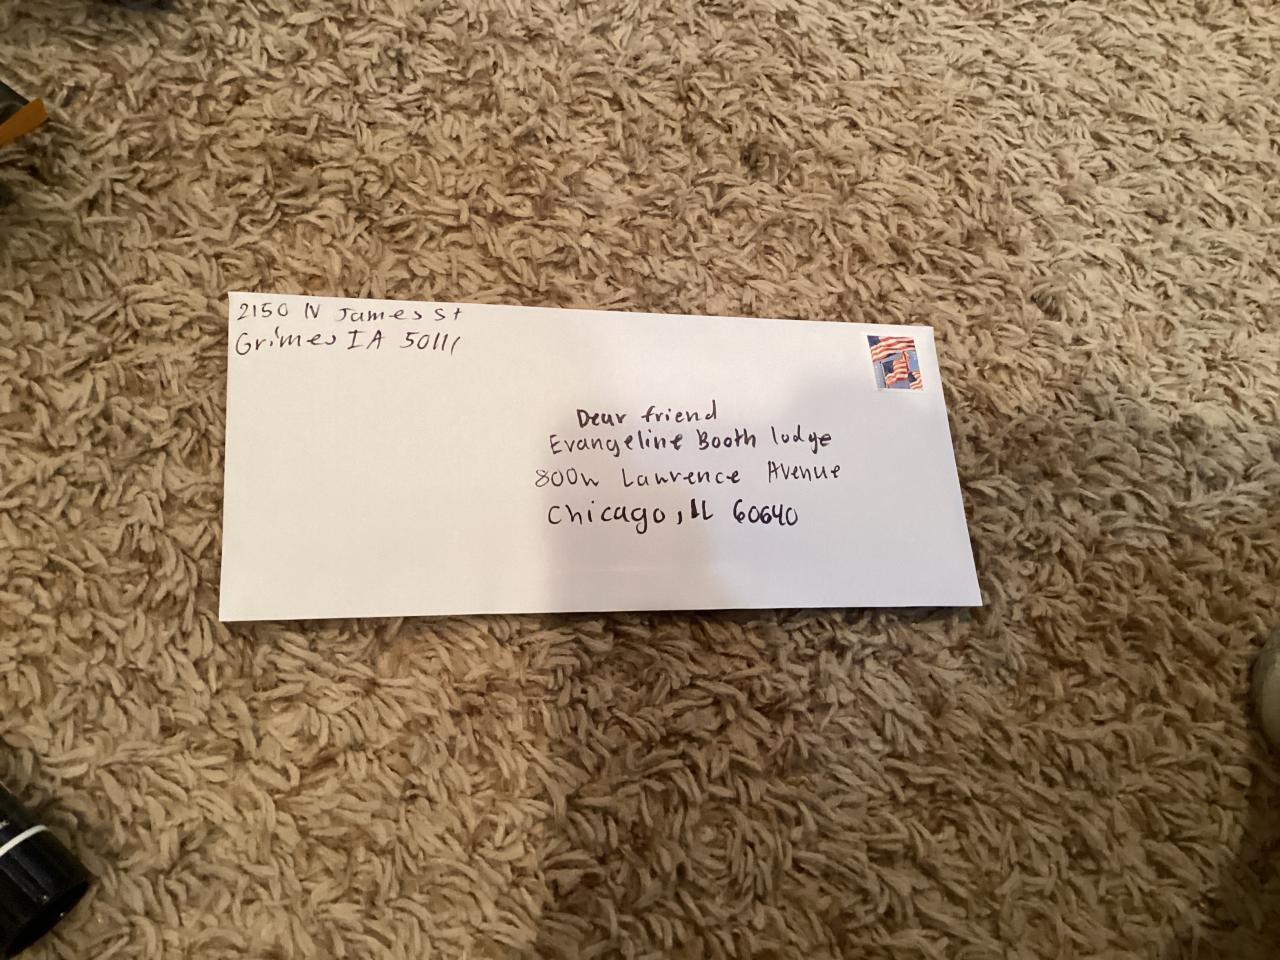 2150 N James St
Grimes IA 50111
Dear friend
Evangeline Booth lodge
800w Lawrence Avenue
Chicago, IL 60640